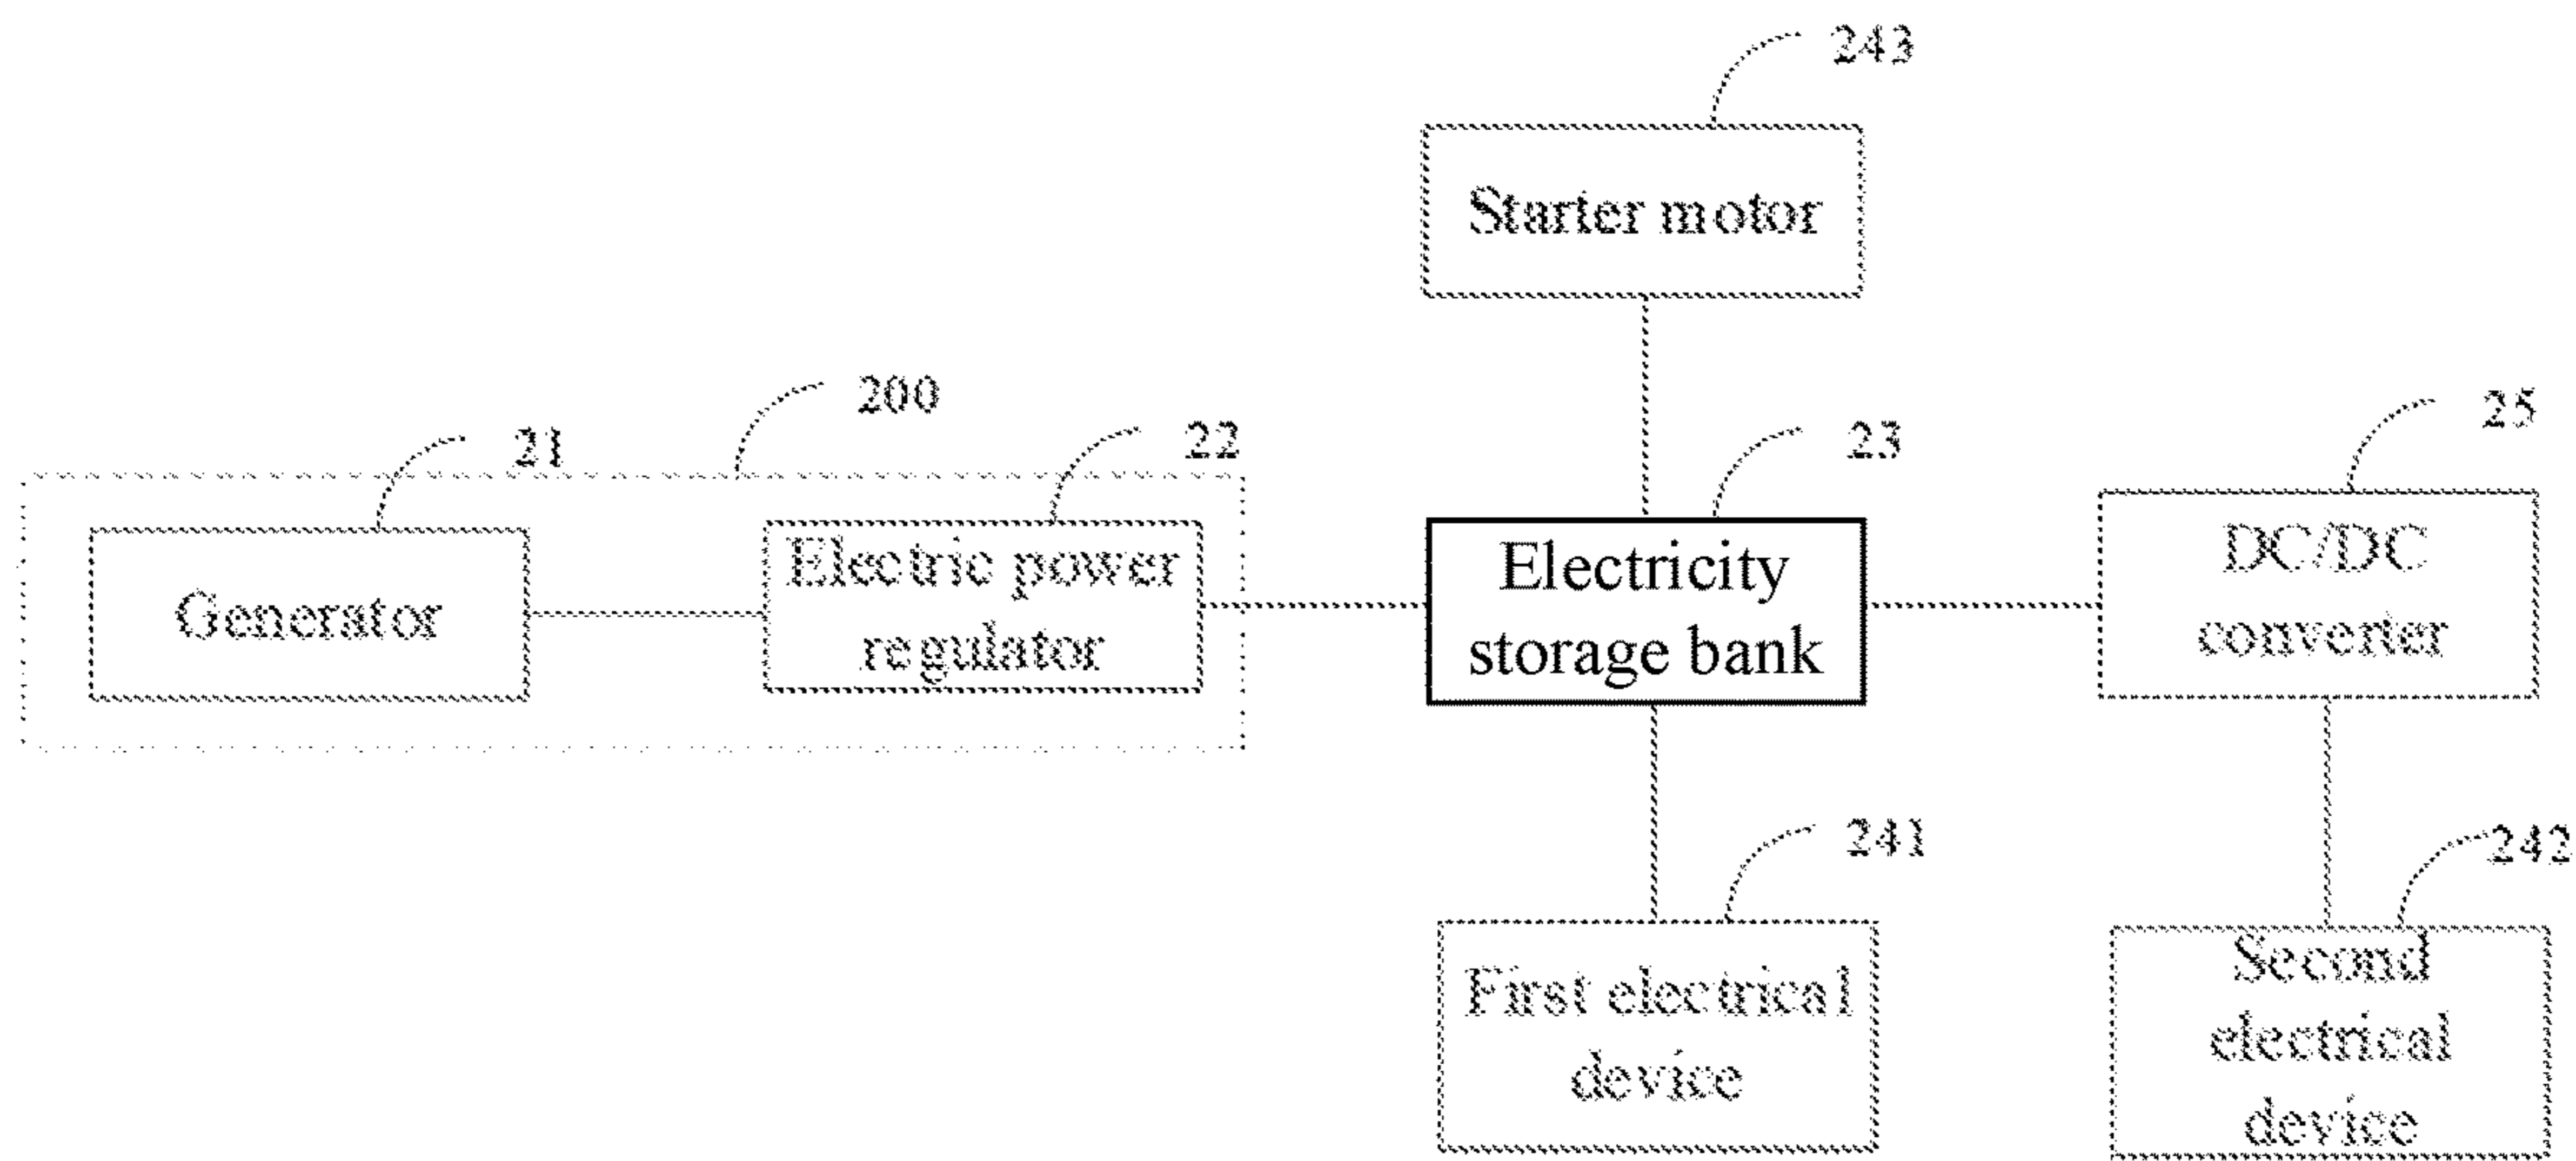 243
Starter motor
200
21
22
23
25
Generator
Electric power
regulator
Electricity
storage bank
DC/DC
converter
241
242
First electrical
device
Second
electrical
device